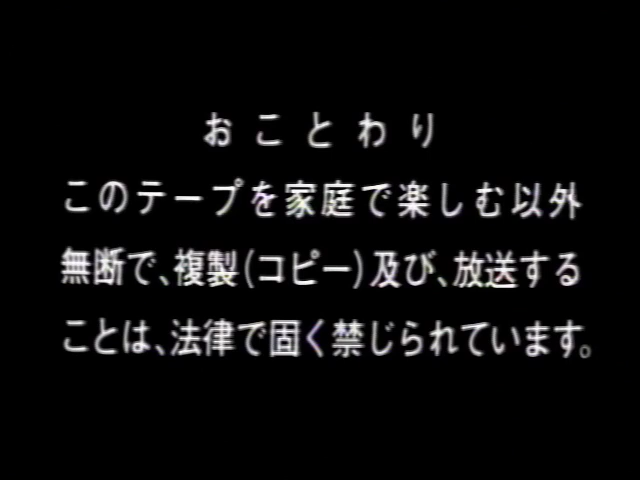 おことわり
このテープを家庭で楽しむ以外
無断で、複製(コピー)及び、放送する
ことは、法律で固く禁じられています。